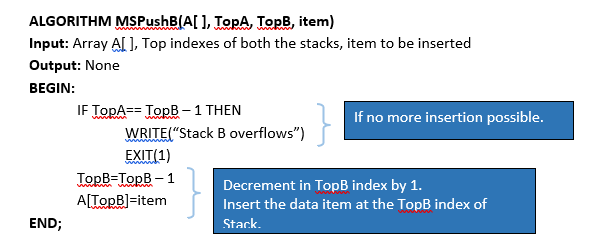 ALGORITHM MSPushB(A[ ], TopA, TopB, item)
Input: Array A[ ], Top indexes of both the stacks, item to be inserted
Output: None
BEGIN:
IF TopA== TopB – 1 THEN
WRITE(“Stack B overflows”)
EXIT(1)
If no more insertion possible.
TopB=TopB – 1
A[TopB]=item
Decrement in TopB index by 1.
Insert the data item at the TopB index of
Stack.
END;